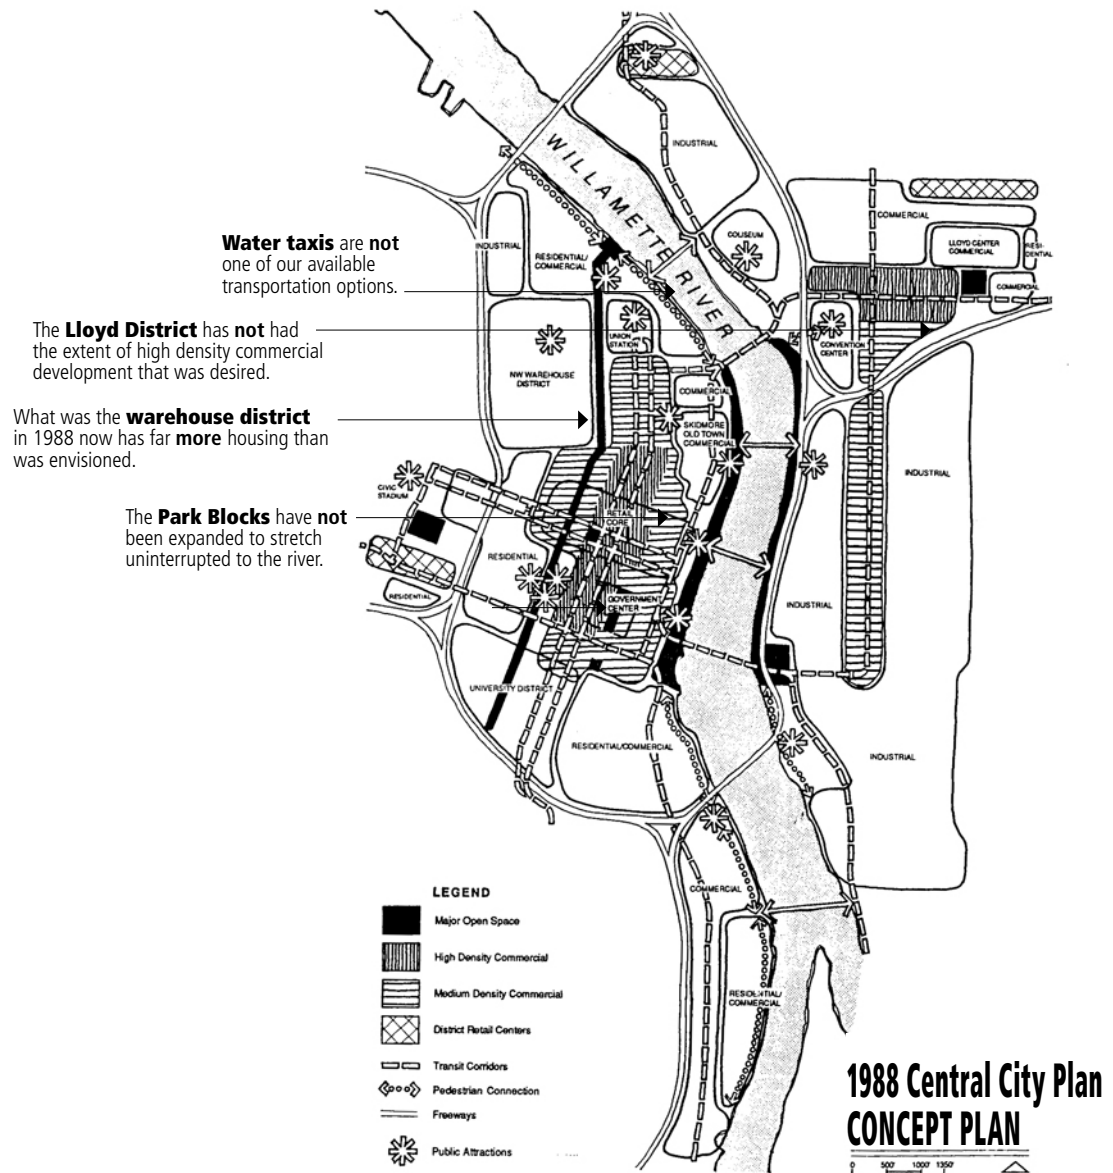 INDUSTRIAL
WILLAMETTE RIVER
COMMERCIAL
COLISEUM
LLOYD CENTER
COMMERCIAL
RESI-
DENTIAL
COMMERCIAL
Water taxis are not
one of our available
transportation options.
INDUSTRIAL
RESIDENTIAL/
COMMERCIAL
The Lloyd District has not had
the extent of high density commercial
development that was desired.
UNION
STATION
CONVENTION
CENTER
NW WAREHOUSE
DISTRICT
COMMERCIAL
What was the warehouse district
in 1988 now has far more housing than
was envisioned.
SKIDMORE
OLD TOWN
COMMERCIAL
INDUSTRIAL
CIVIC
STADIUM
The Park Blocks have not
been expanded to stretch
uninterrupted to the river.
RETAIL
CORE
RESIDENTIAL
RESIDENTIAL
GOVERNMENT
CENTER
INDUSTRIAL
UNIVERSITY DISTRICT
RESIDENTIAL/COMMERCIAL
INDUSTRIAL
COMMERCIAL
RESIDENTIAL/
COMMERCIAL
LEGEND
Major Open Space
High Density Commercial
Medium Density Commercial
District Retail Centers
Transit Corridors
Pedestrian Connection
Freeways
Public Attractions
1988 Central City Plan
CONCEPT PLAN
0 500' 1000' 1350'